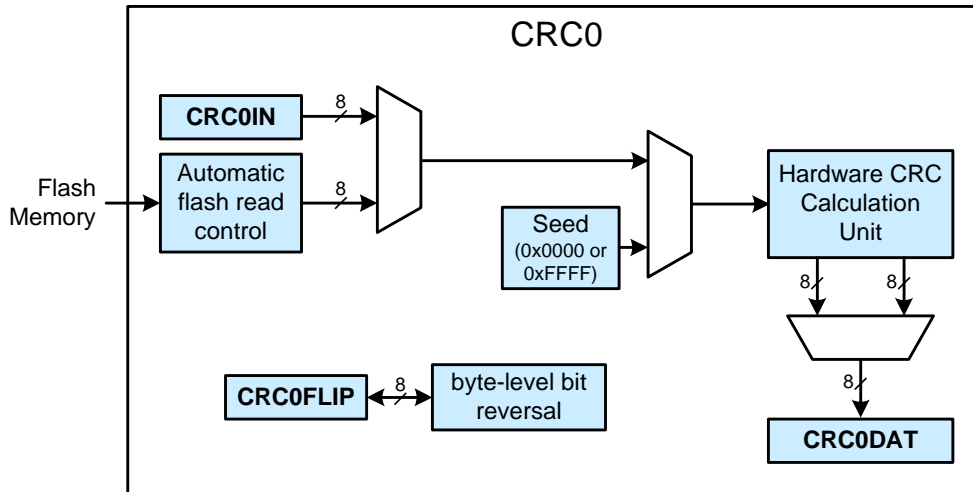 CRC0
CRC0IN
8
Flash
Memory
Automatic
flash read
control
8
Seed
(0x0000 or
0xFFFF)
Hardware CRC
Calculation
Unit
8
8
CRC0FLIP
8
byte-level bit
reversal
8
CRC0DAT